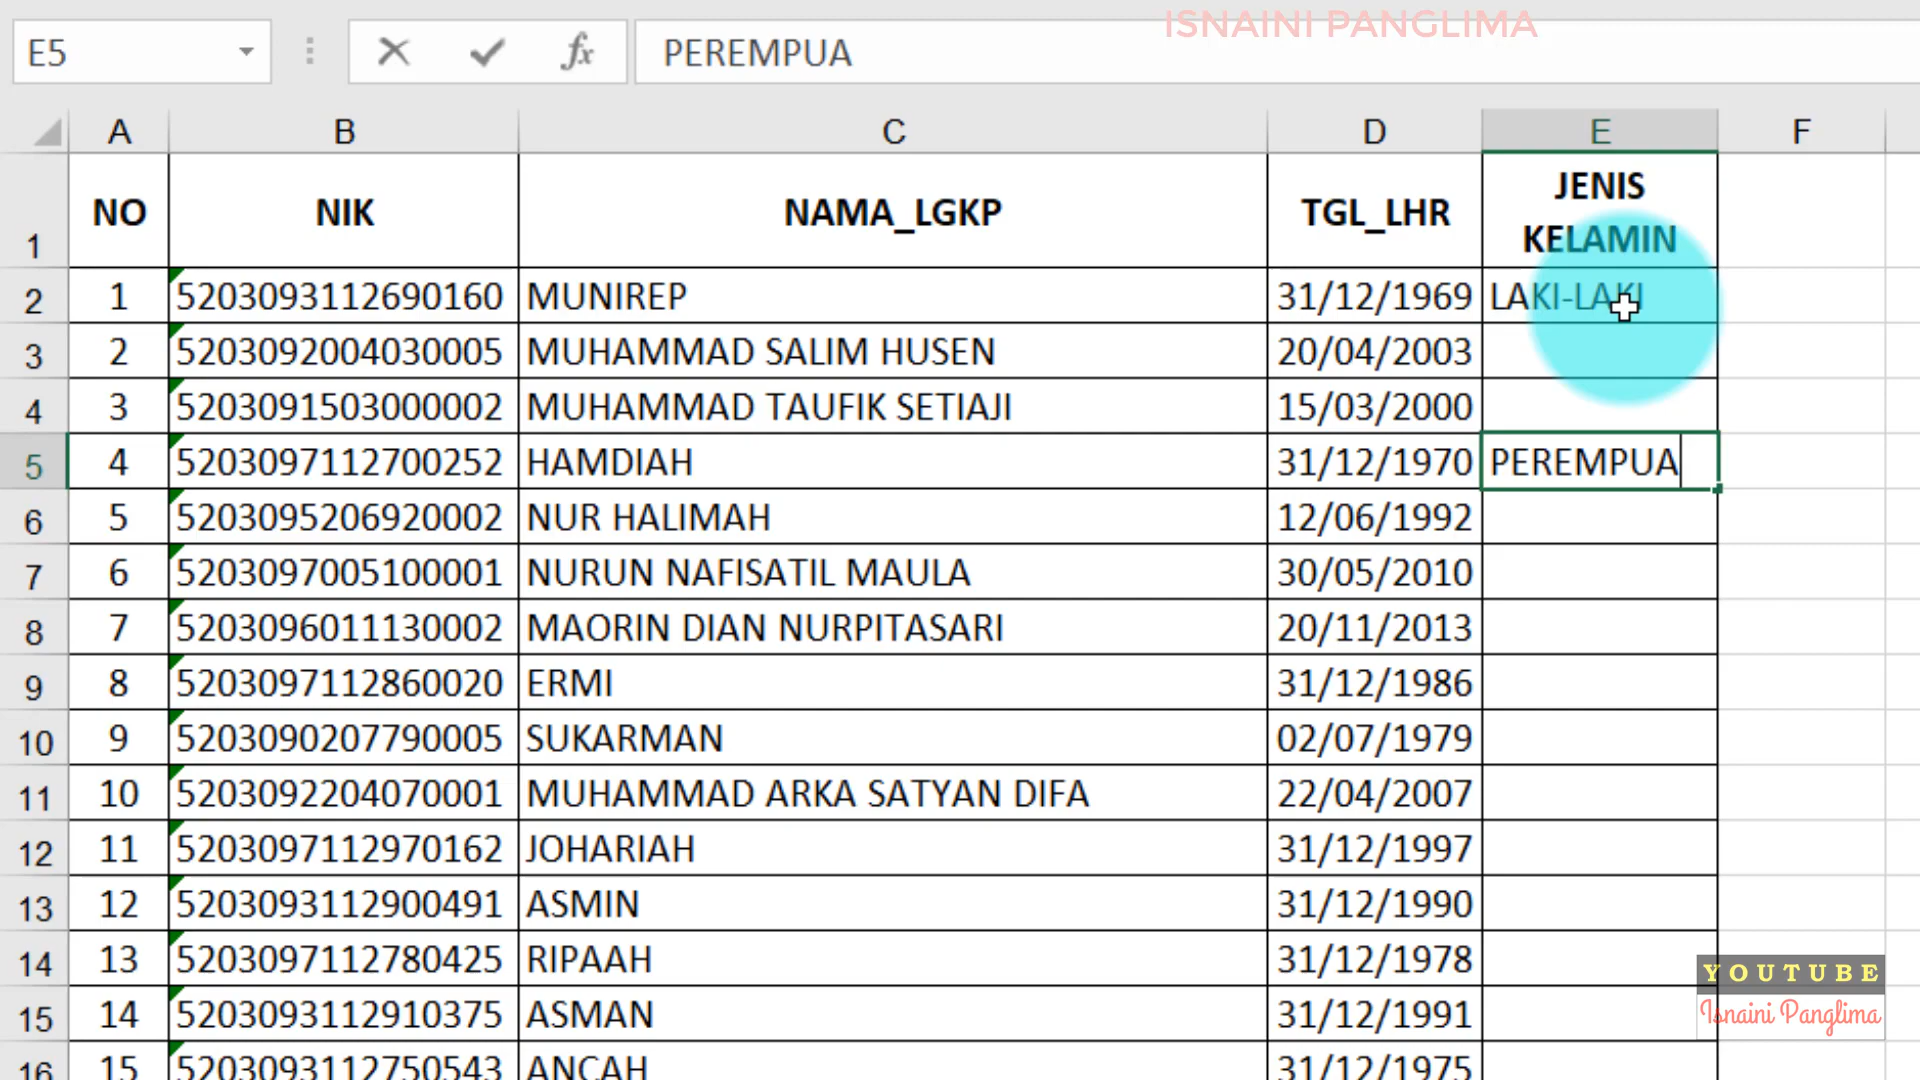 ISNAINI PANGLIMA
E5 fx PEREMPUA
A B C D E F
1 NO NIK NAMA_LGKP TGL_LHR JENIS
KELAMIN
2 1 5203093112690160 MUNIREP 31/12/1969 LAKI-LAKI
3 2 5203092004030005 MUHAMMAD SALIM HUSEN 20/04/2003
4 3 5203091503000002 MUHAMMAD TAUFIK SETIAJI 15/03/2000
5 4 5203097112700252 HAMDIAH 31/12/1970 PEREMPUA
6 5 5203095206920002 NUR HALIMAH 12/06/1992
7 6 5203097005100001 NURUN NAFISATIL MAULA 30/05/2010
8 7 5203096011130002 MAORIN DIAN NURPITASARI 20/11/2013
9 8 5203097112860020 ERMI 31/12/1986
10 9 5203090207790005 SUKARMAN 02/07/1979
11 10 5203092204070001 MUHAMMAD ARKA SATYAN DIFA 22/04/2007
12 11 5203097112970162 JOHARIAH 31/12/1997
13 12 5203093112900491 ASMIN 31/12/1990
14 13 5203097112780425 RIPAAH 31/12/1978
15 14 5203093112910375 ASMAN 31/12/1991
16 15 5203093112750543 ANCAH 31/12/1975
YOUTUBE
Isnaini Panglima